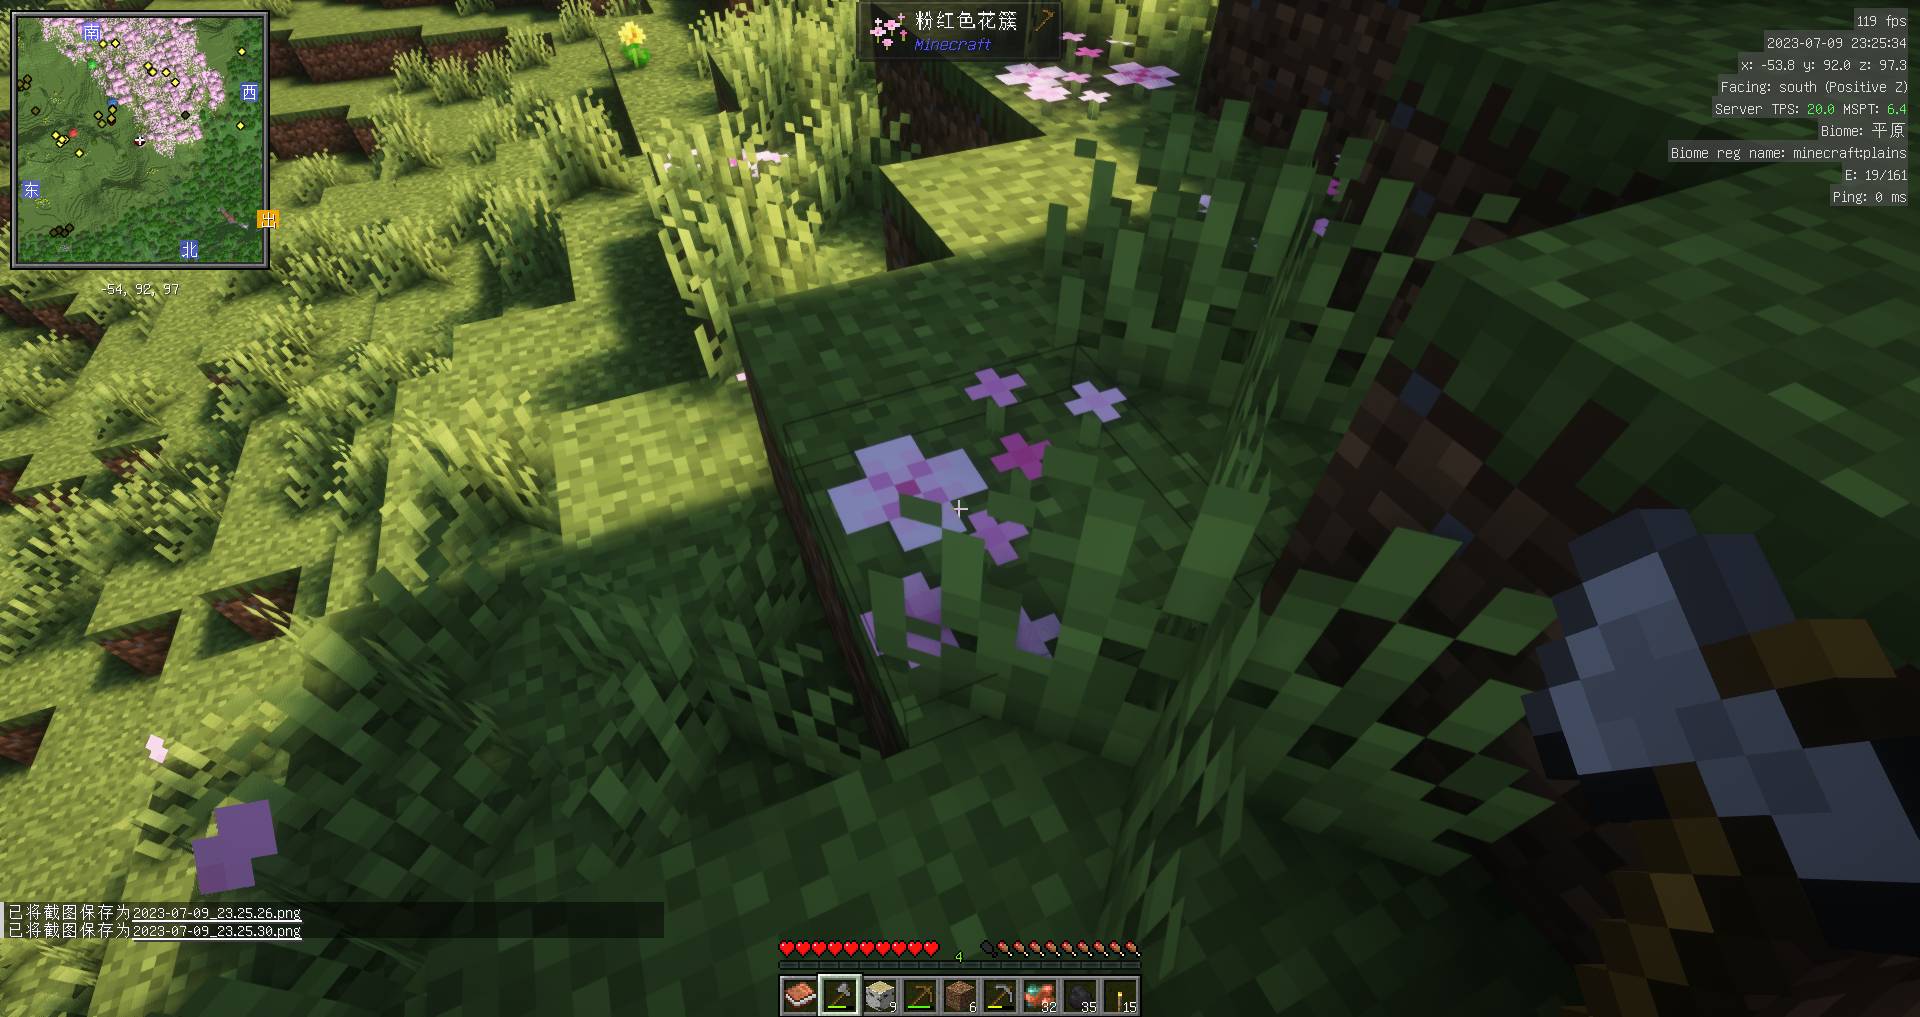 南
西
东
出
北
-54, 92, 97
粉红色花簇
Minecraft
119 fps
2023-07-09 23:25:34
x: -53.8 y: 92.0 z: 97.3
Facing: south (Positive Z)
Server TPS: 20.0 MSPT: 6.4
Biome: 平原
Biome reg name: minecraft:plains
E: 19/161
Ping: 0 ms
已将截图保存为2023-07-09_23.25.26.png
已将截图保存为2023-07-09_23.25.30.png
4
9
6
32
35
15